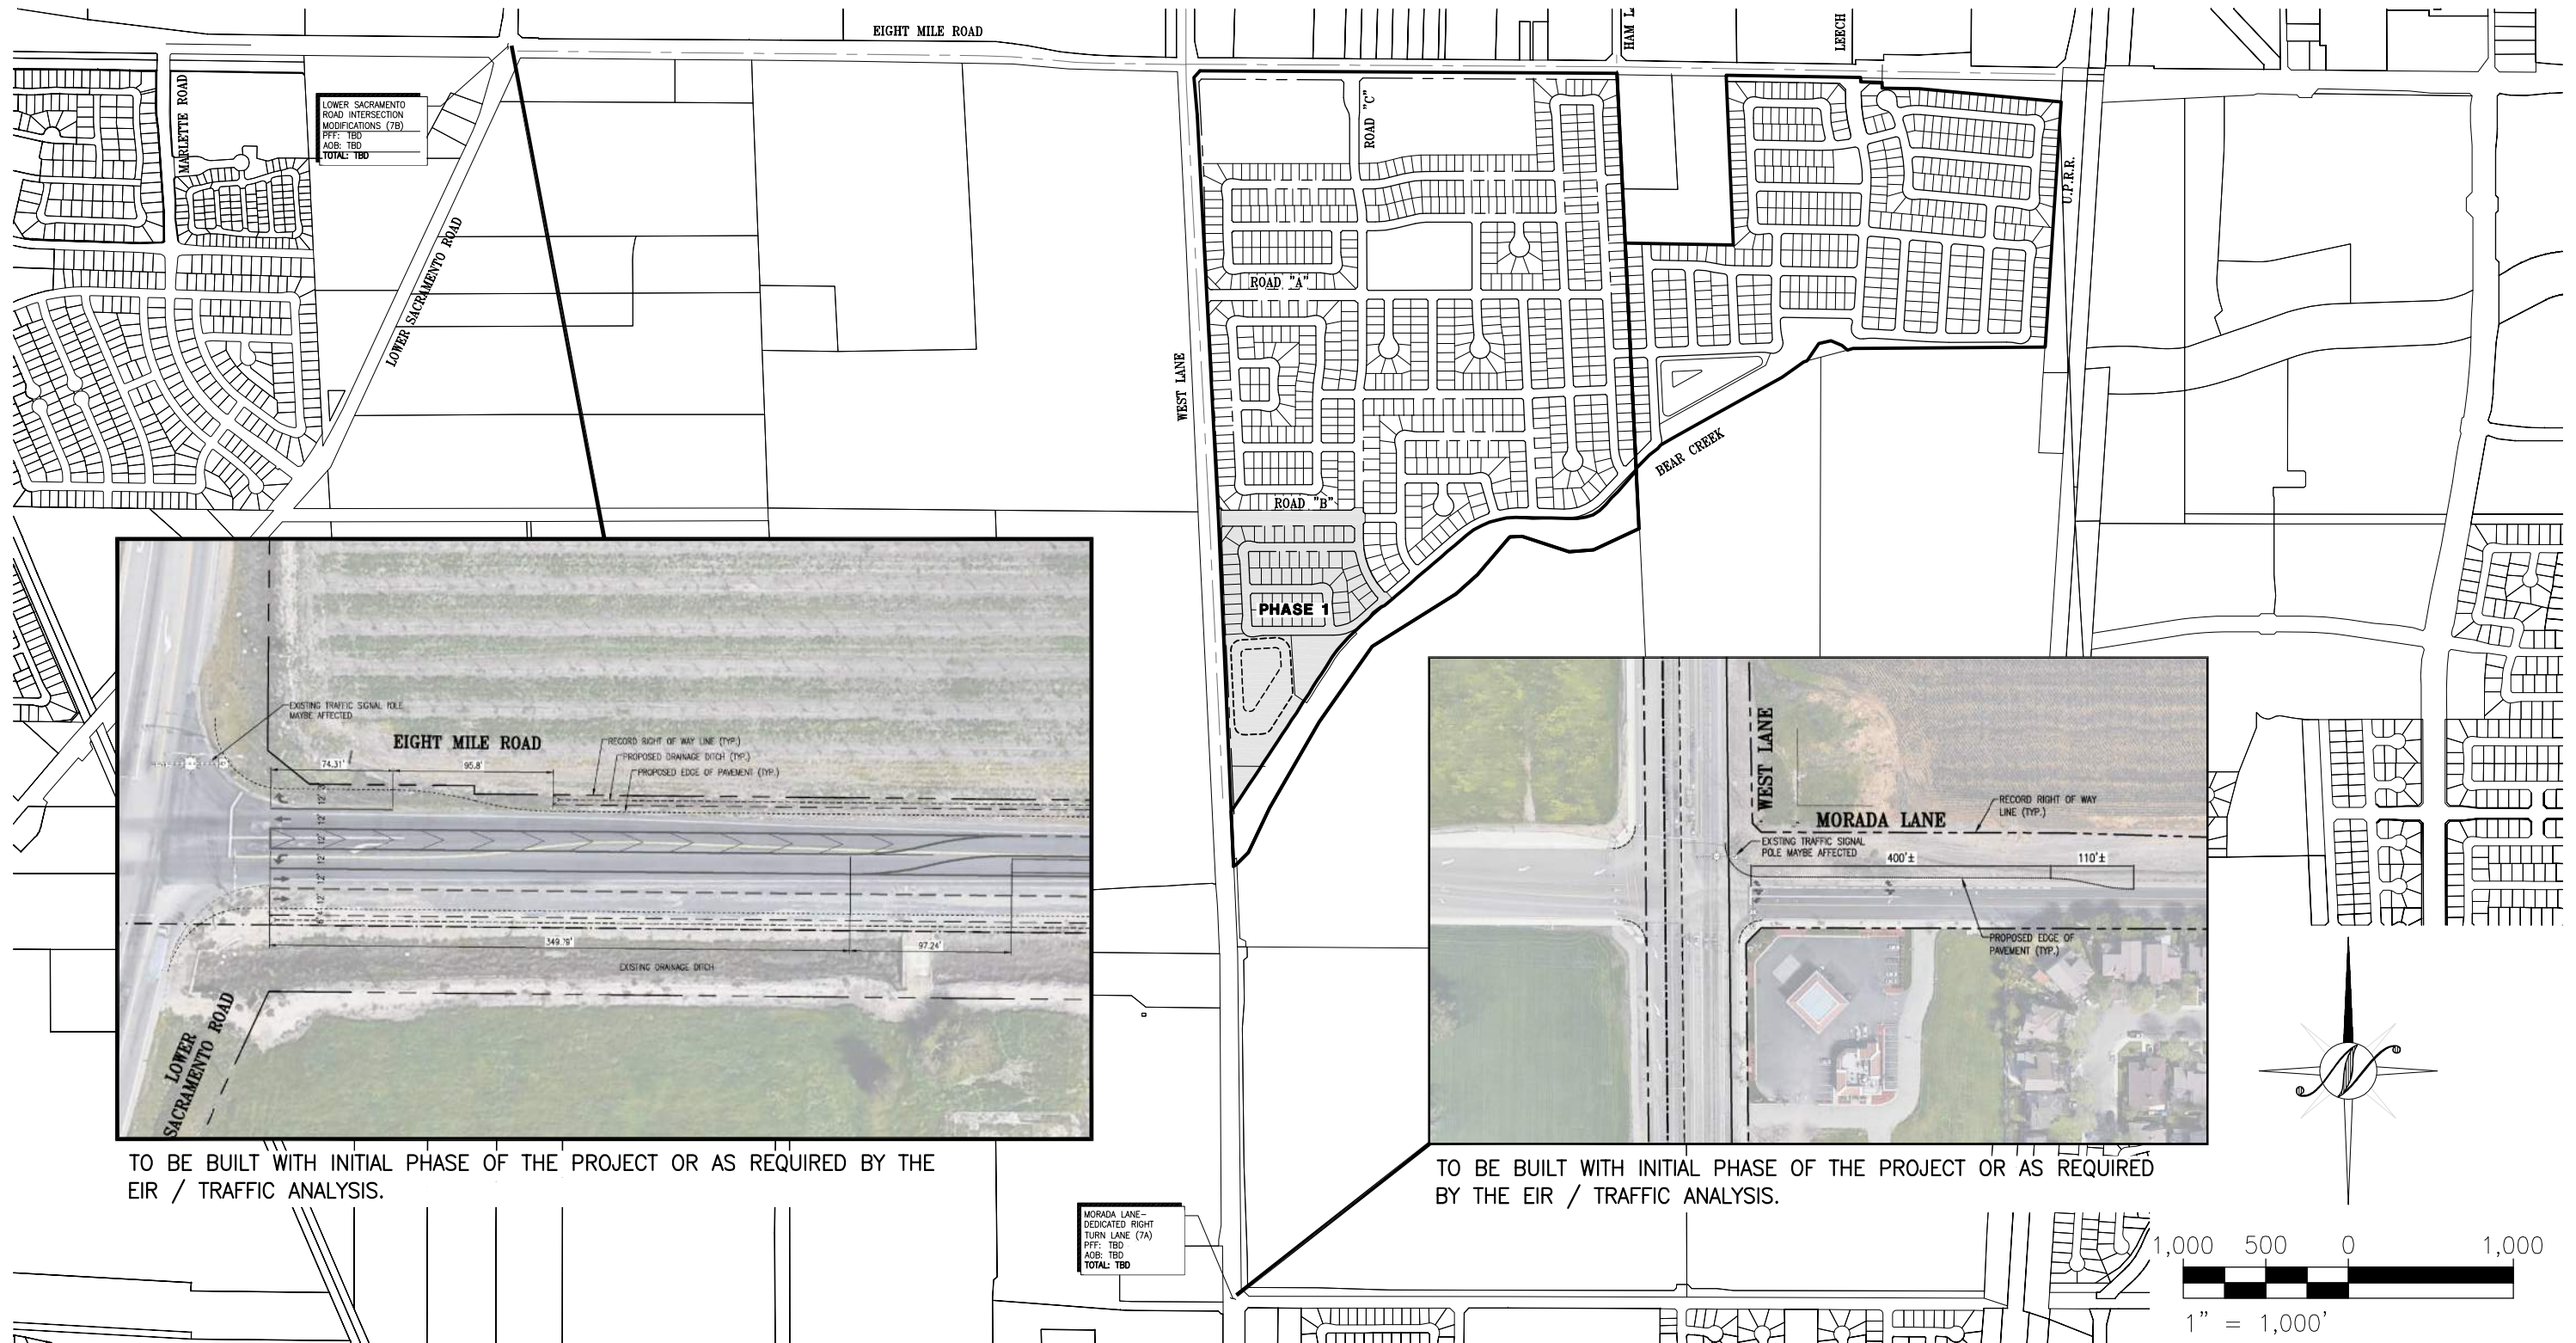 EIGHT MILE ROAD
HAM L
LEECH
MARLETTE ROAD
LOWER SACRAMENTO
ROAD INTERSECTION
MODIFICATIONS (7B)
PFF: TBD
AOB: TBD
TOTAL: TBD
ROAD "C"
U.P.R.R.
LOWER SACRAMENTO ROAD
ROAD "A"
WEST LANE
BEAR CREEK
ROAD "B"
PHASE 1
EXISTING TRAFFIC SIGNAL POLE
MAYBE AFFECTED
EIGHT MILE ROAD
RECORD RIGHT OF WAY LINE (TYP.)
PROPOSED DRAINAGE DITCH (TYP.)
PROPOSED EDGE OF PAVEMENT (TYP.)
74.31'
95.8'
12'
12'
12'
12'
12'
12'
349.79'
97.24'
EXISTING DRAINAGE DITCH
LOWER
SACRAMENTO ROAD
TO BE BUILT WITH INITIAL PHASE OF THE PROJECT OR AS REQUIRED BY THE
EIR / TRAFFIC ANALYSIS.
WEST LANE
MORADA LANE
RECORD RIGHT OF WAY
LINE (TYP.)
EXISTING TRAFFIC SIGNAL
POLE MAYBE AFFECTED
400'±
110'±
PROPOSED EDGE OF
PAVEMENT (TYP.)
TO BE BUILT WITH INITIAL PHASE OF THE PROJECT OR AS REQUIRED
BY THE EIR / TRAFFIC ANALYSIS.
MORADA LANE-
DEDICATED RIGHT
TURN LANE (7A)
PFF: TBD
AOB: TBD
TOTAL: TBD
1,000 500 0 1,000
1" = 1,000'